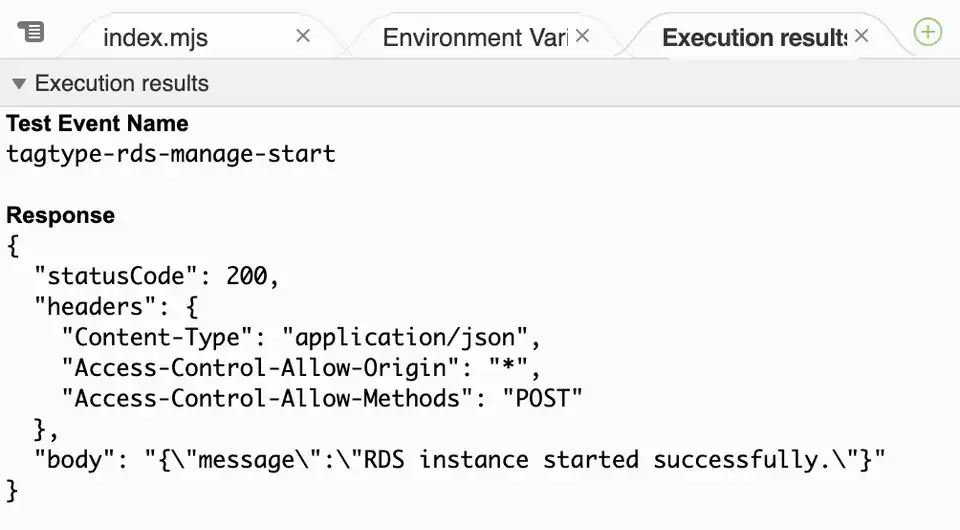 index.mjs
Environment Vari
Execution results
Execution results
Test Event Name
tagtype-rds-manage-start
Response
{
  "statusCode": 200,
  "headers": {
    "Content-Type": "application/json",
    "Access-Control-Allow-Origin": "*",
    "Access-Control-Allow-Methods": "POST"
  },
  "body": "{\"message\":\"RDS instance started successfully.\"}"
}